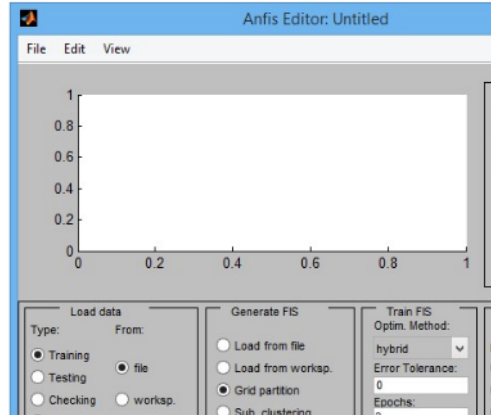 Anfis Editor: Untitled
File Edit View
1
0.8
0.6
0.4
0.2
0
0 0.2 0.4 0.6 0.8 1
Load data
Type: From:
Training
file
Testing
Checking
worksp.
Generate FIS
Load from file
Load from worksp.
Grid partition
Sub. clustering
Train FIS
Optim. Method:
hybrid
Error Tolerance:
0
Epochs: